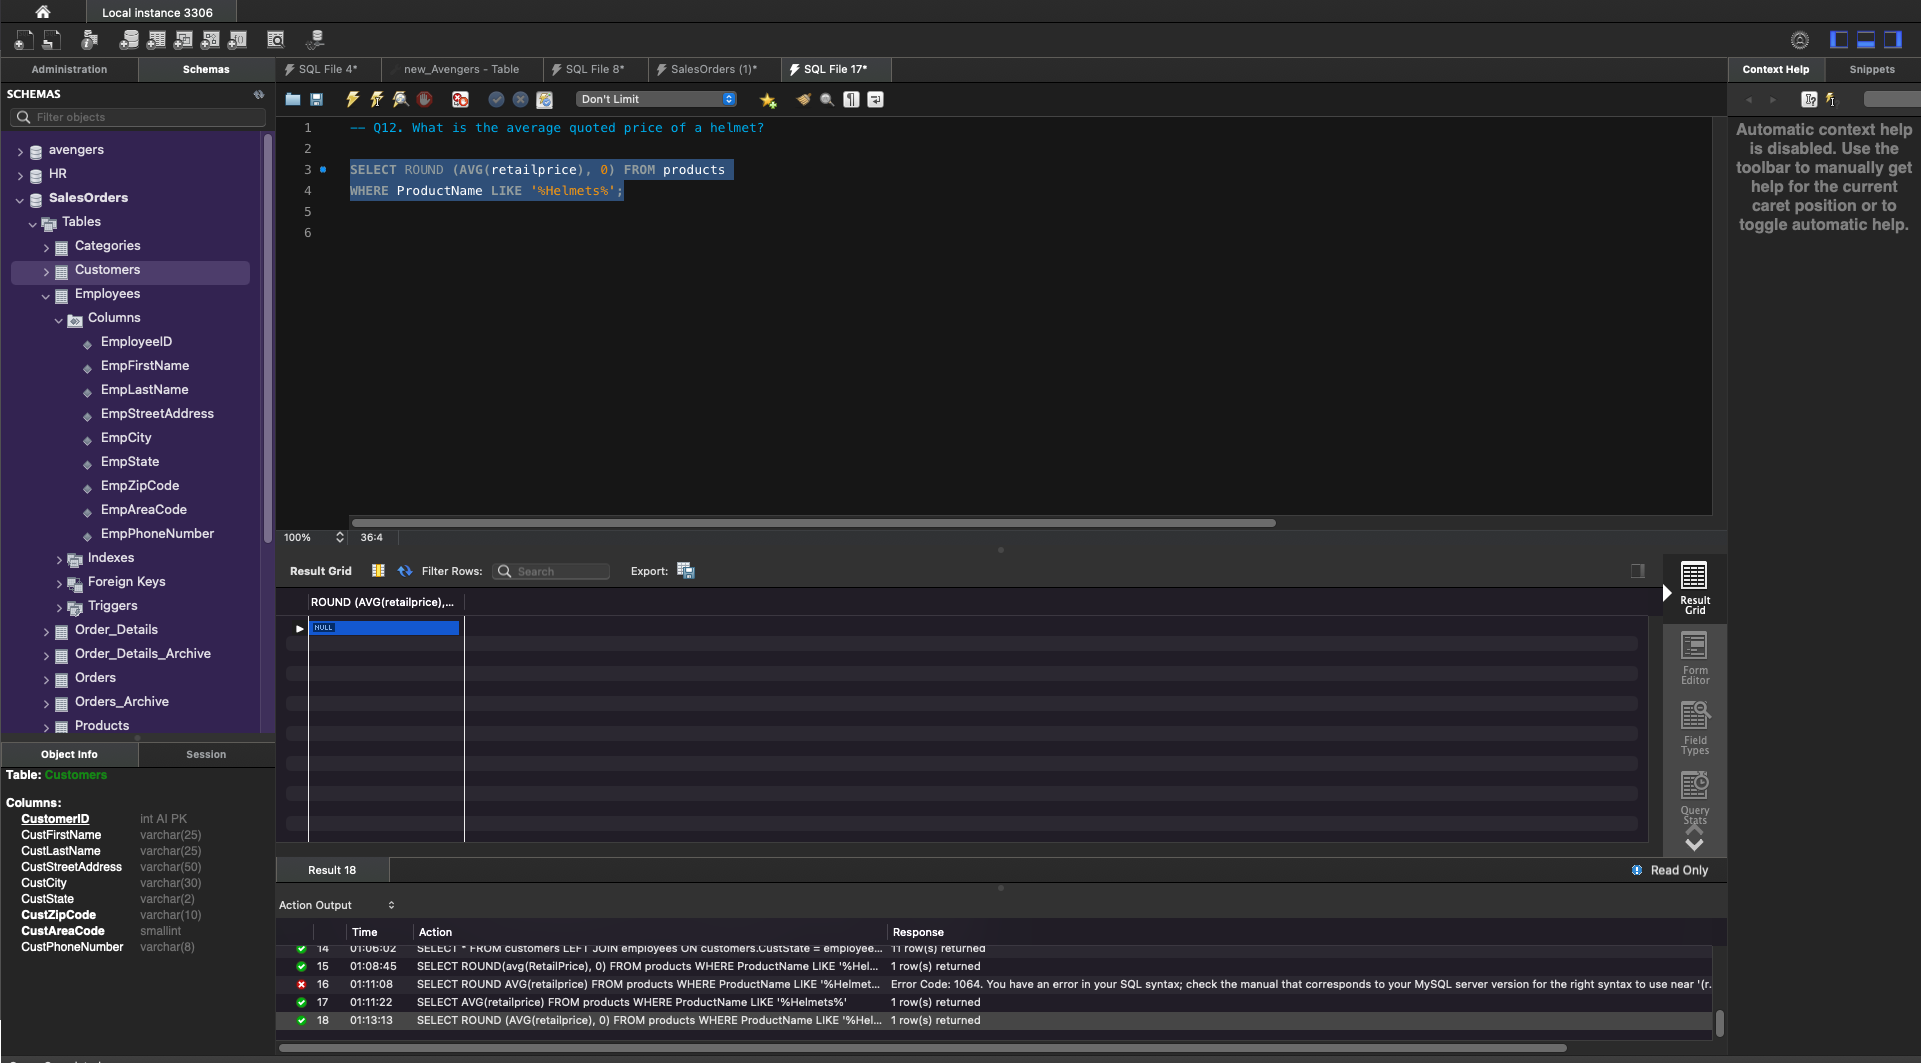 Local instance 3306
Administration
Schemas
SQL File 4*
new_Avengers - Table
SQL File 8*
SalesOrders (1)*
SQL File 17*
Context Help
Snippets
SCHEMAS
Filter objects
Don't Limit
avengers
HR
SalesOrders
Tables
Categories
Customers
Employees
Columns
EmployeeID
EmpFirstName
EmpLastName
EmpStreetAddress
EmpCity
EmpState
EmpZipCode
EmpAreaCode
EmpPhoneNumber
Indexes
Foreign Keys
Triggers
Order_Details
Order_Details_Archive
Orders
Orders_Archive
Products
1 -- Q12. What is the average quoted price of a helmet?
2
3 SELECT ROUND (AVG(retailprice), 0) FROM products
4 WHERE ProductName LIKE '%Helmets%';
5
6
Automatic context help
is disabled. Use the
toolbar to manually get
help for the current
caret position or to
toggle automatic help.
100%
36:4
Result Grid
Filter Rows:
Search
Export:
ROUND (AVG(retailprice),...
NULL
Result
Grid
Form
Editor
Field
Types
Query
Stats
Object Info
Session
Table: Customers
Columns:
CustomerID int AI PK
CustFirstName varchar(25)
CustLastName varchar(25)
CustStreetAddress varchar(50)
CustCity varchar(30)
CustState varchar(2)
CustZipCode varchar(10)
CustAreaCode smallint
CustPhoneNumber varchar(8)
Result 18
Read Only
Action Output
Time Action Response
14 01:06:02 SELECT * FROM customers LEFT JOIN employees ON customers.CustState = employee... 11 row(s) returned
15 01:08:45 SELECT ROUND(avg(RetailPrice), 0) FROM products WHERE ProductName LIKE '%Hel... 1 row(s) returned
16 01:11:08 SELECT ROUND AVG(retailprice) FROM products WHERE ProductName LIKE '%Helmet... Error Code: 1064. You have an error in your SQL syntax; check the manual that corresponds to your MySQL server version for the right syntax to use near '(r.
17 01:11:22 SELECT AVG(retailprice) FROM products WHERE ProductName LIKE '%Helmets%' 1 row(s) returned
18 01:13:13 SELECT ROUND (AVG(retailprice), 0) FROM products WHERE ProductName LIKE '%Hel... 1 row(s) returned